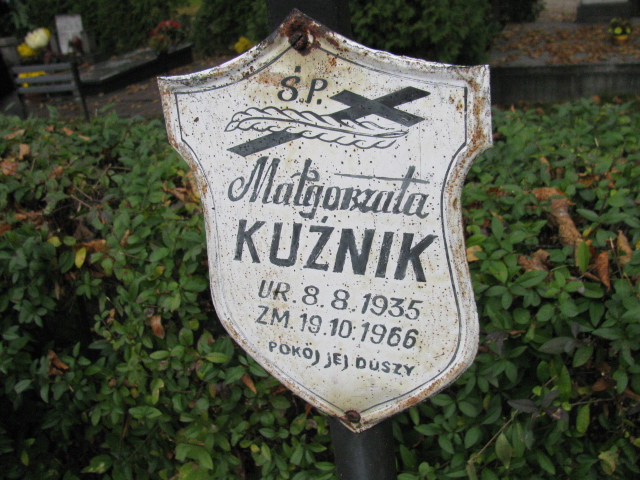 Ś.P.
Małgorzata
KUŹNIK
UR. 8.8.1935
ZM. 19.10.1966
POKÓJ JEJ DUSZY